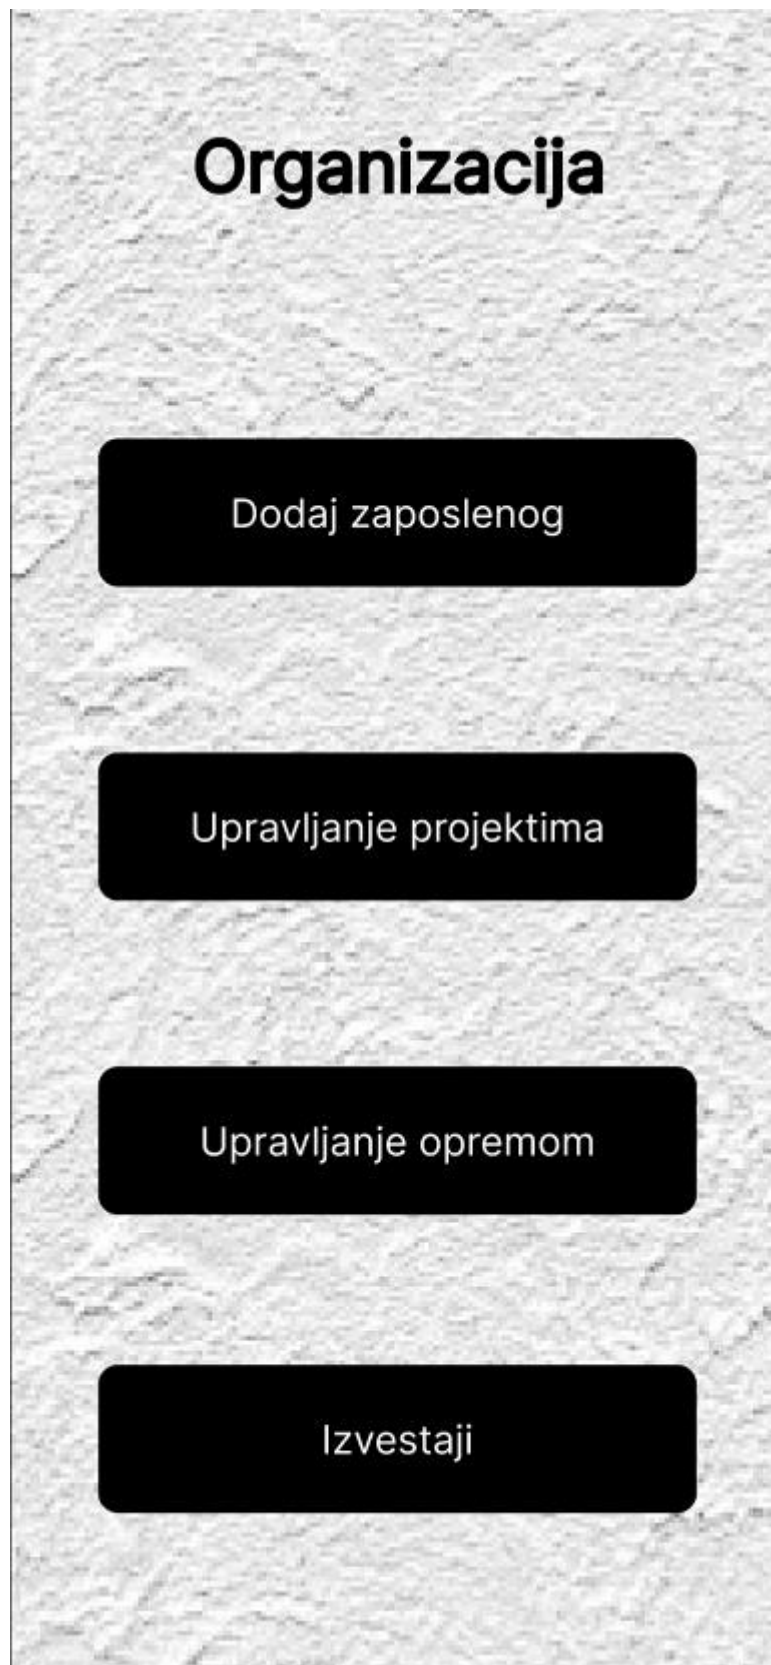 Organizacija
Dodaj zaposlenog
Upravljanje projektima
Upravljanje opremom
Izvestaji